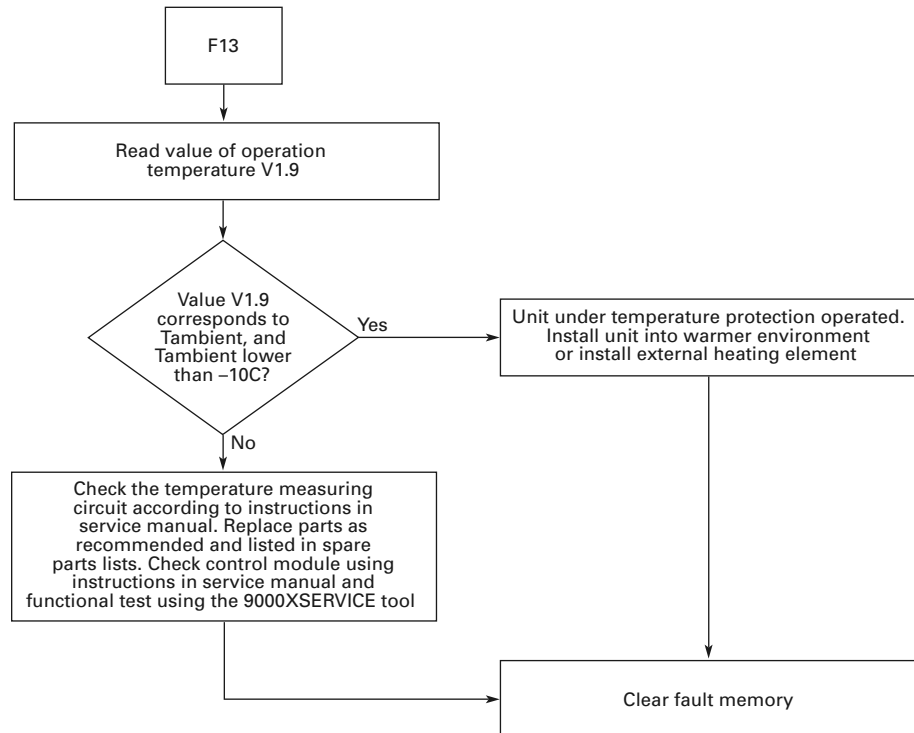 F13
Read value of operation
temperature V1.9
Value V1.9
corresponds to
Tambient, and
Tambient lower
than –10C?
Yes
Unit under temperature protection operated.
Install unit into warmer environment
or install external heating element
No
Check the temperature measuring
circuit according to instructions in
service manual. Replace parts as
recommended and listed in spare
parts lists. Check control module using
instructions in service manual and
functional test using the 9000XSERVICE tool
Clear fault memory